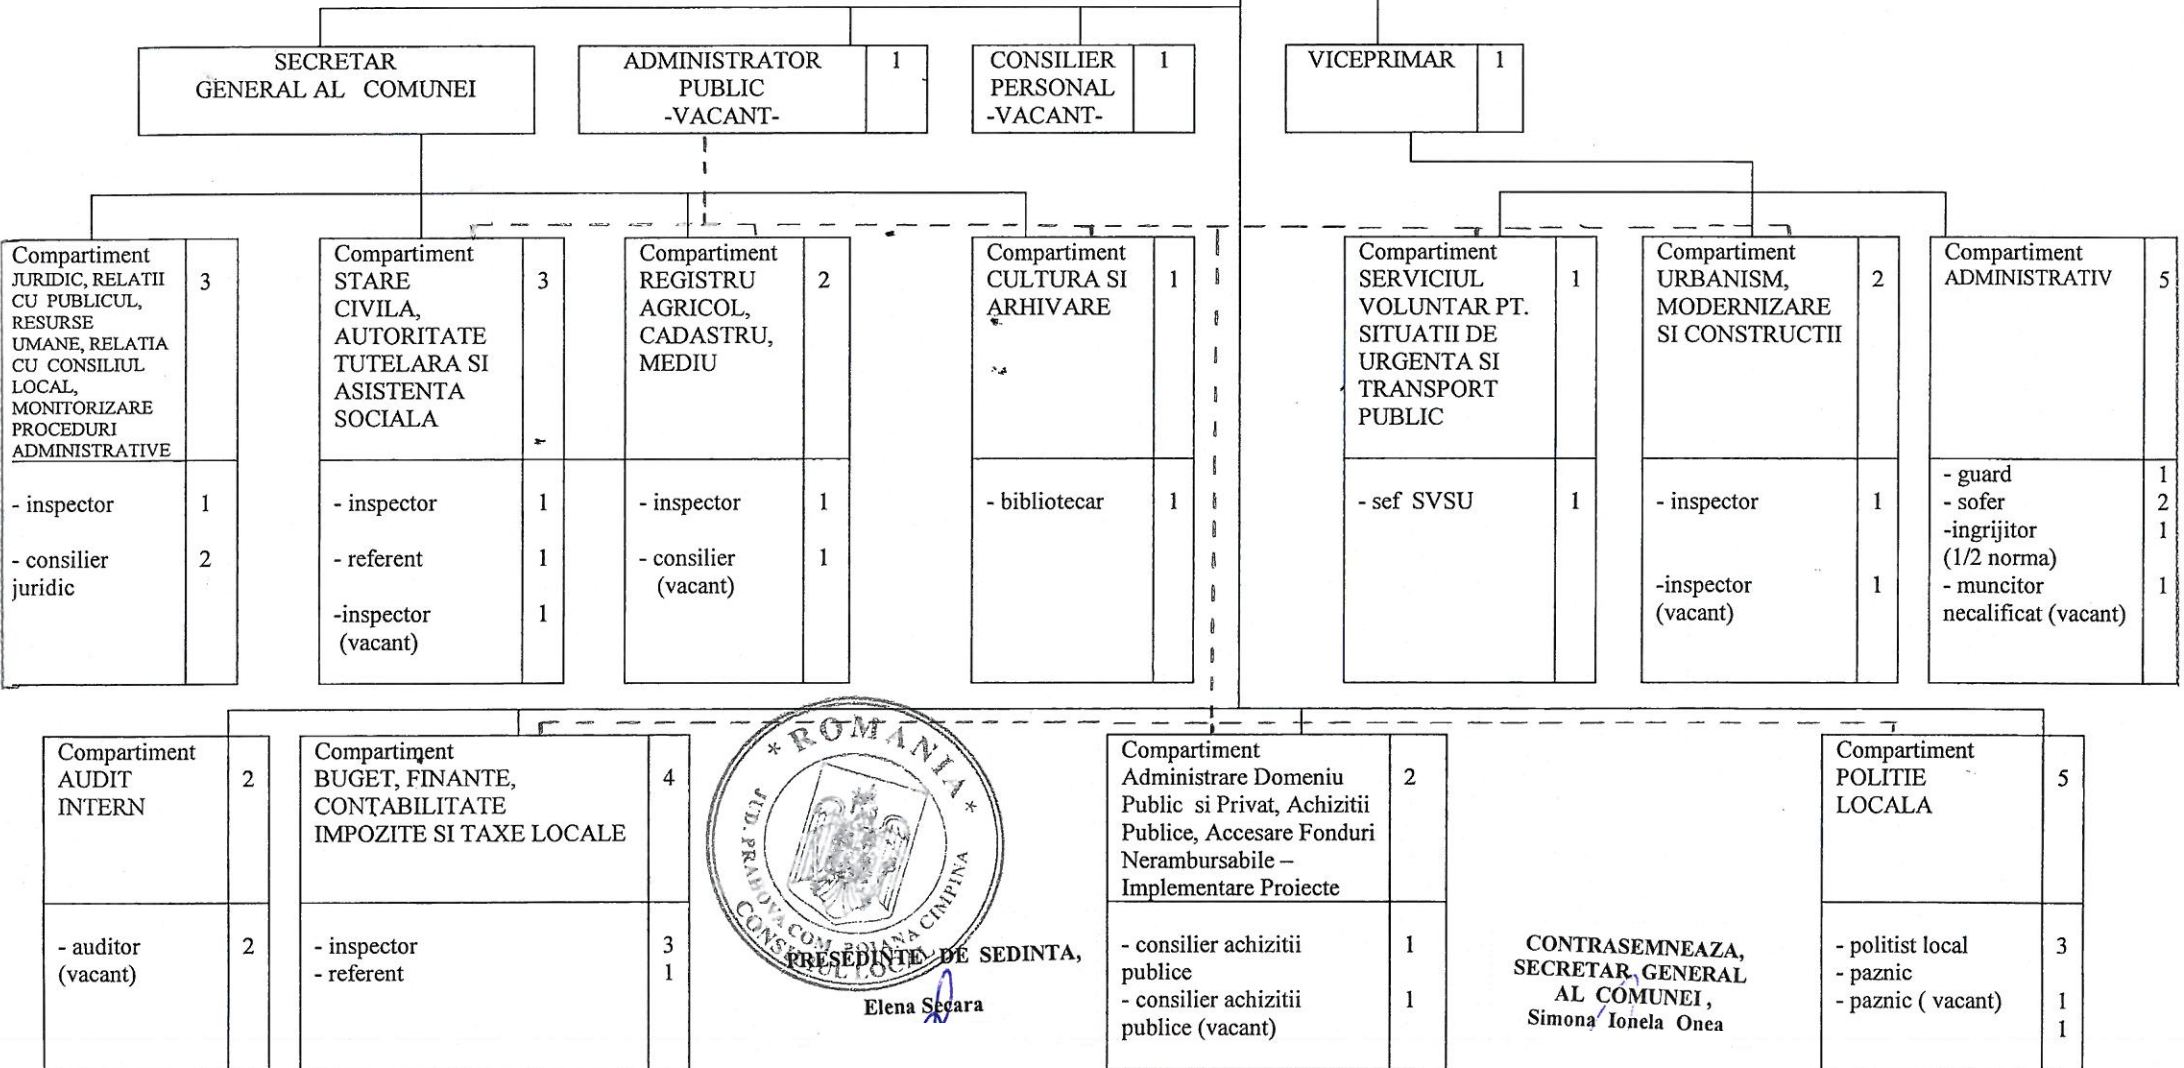 SECRETAR
GENERAL AL COMUNEI
ADMINISTRATOR 1
PUBLIC
-VACANT-
CONSILIER 1
PERSONAL
-VACANT-
VICEPRIMAR 1
Compartiment
JURIDIC, RELATII 3
CU PUBLICUL,
RESURSE
UMANE, RELATIA
CU CONSILIUL
LOCAL,
MONITORIZARE
PROCEDURI
ADMINISTRATIVE
- inspector 1
- consilier 2
juridic
Compartiment
STARE 3
CIVILA,
AUTORITATE
TUTELARA SI
ASISTENTA
SOCIALA
- inspector 1
- referent 1
-inspector 1
(vacant)
Compartiment
REGISTRU 2
AGRICOL,
CADASTRU,
MEDIU
- inspector 1
- consilier 1
(vacant)
Compartiment
CULTURA SI 1
ARHIVARE
- bibliotecar 1
Compartiment
SERVICIUL 1
VOLUNTAR PT.
SITUATII DE
URGENTA SI
TRANSPORT
PUBLIC
- sef SVSU 1
Compartiment
URBANISM, 2
MODERNIZARE
SI CONSTRUCTII
- inspector 1
-inspector 1
(vacant)
Compartiment
ADMINISTRATIV 5
- guard 1
- sofer 2
-ingrijitor 1
(1/2 norma)
- muncitor 1
necalificat (vacant)
Compartiment
AUDIT 2
INTERN
- auditor 2
(vacant)
Compartiment
BUGET, FINANTE, 4
CONTABILITATE
IMPOZITE SI TAXE LOCALE
- inspector 3
- referent 1
* ROMANIA *
JUD. PRAHOVA COM. POIANA CIMPINA
CONSILIUL LOCAL
PRESEDINTE DE SEDINTA,
Elena Secara
Compartiment
Administrare Domeniu 2
Public si Privat, Achizitii
Publice, Accesare Fonduri
Nerambursabile –
Implementare Proiecte
- consilier achizitii 1
publice
- consilier achizitii 1
publice (vacant)
CONTRASEMNEAZA,
SECRETAR GENERAL
AL COMUNEI,
Simona Ionela Onea
Compartiment
POLITIE 5
LOCALA
- politist local 3
- paznic
- paznic ( vacant) 1
1